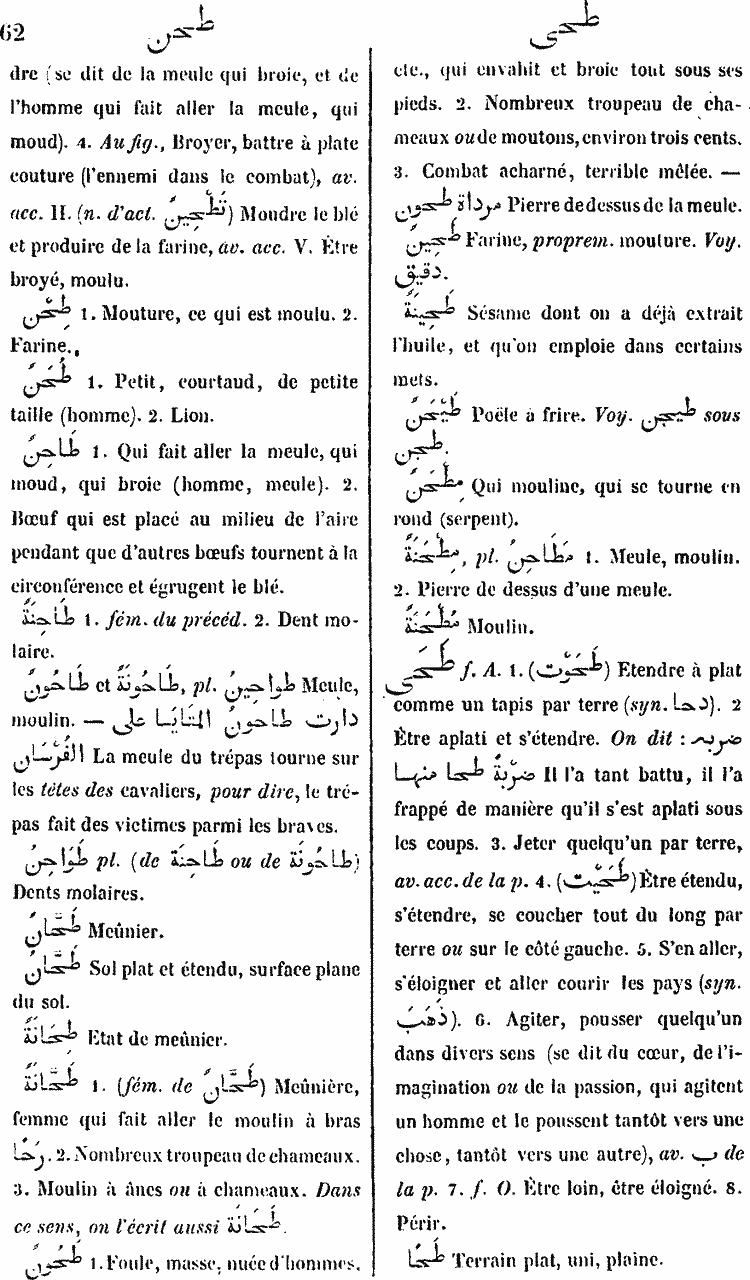 62
طحن
طحى
dre (se dit de la meule qui broie, et de
l'homme qui fait aller la meule, qui
moud). 4. Au fig., Broyer, battre à plate
couture (l'ennemi dans le combat), av.
acc. II. (n. d'act. تَطْحِينٌ) Moudre le blé
et produire de la farine, av. acc. V. Être
broyé, moulu.
طِحْنٌ 1. Mouture, ce qui est moulu. 2.
Farine.
طُحَنٌ 1. Petit, courtaud, de petite
taille (homme). 2. Lion.
طَاحِنٌ 1. Qui fait aller la meule, qui
moud, qui broie (homme, meule). 2.
Bœuf qui est placé au milieu de l'aire
pendant que d'autres bœufs tournent à la
circonférence et égrugent le blé.
طَاحِنَةٌ 1. fém. du précéd. 2. Dent mo-
laire.
طَاحُونٌ et طَاحُونَةٌ, pl. طواحِينُ Meule,
moulin. — دارت طاحونُ المَنَايَا على
الفُرْسَان La meule du trépas tourne sur
les têtes des cavaliers, pour dire, le tré-
pas fait des victimes parmi les braves.
طَوَاحِنُ pl. (de طَاحِنَة ou de طَاحُونَة)
Dents molaires.
طَحَّانٌ Meûnier.
طَحَّانٌ Sol plat et étendu, surface plane
du sol.
طِحَانَةٌ Etat de meûnier.
طَحَّانَةٌ 1. (fém. de طَحَّانٌ) Meûnière,
femme qui fait aller le moulin à bras
رَحًا. 2. Nombreux troupeau de chameaux.
3. Moulin à ânes ou à chameaux. Dans
ce sens, on l'écrit aussi طَحَانَةٌ.
طَحُونٌ 1. Foule, masse, nuée d'hommes,
etc., qui envahit et broie tout sous ses
pieds. 2. Nombreux troupeau de cha-
meaux ou de moutons, environ trois cents.
3. Combat acharné, terrible mêlée. —
مرداة طحون Pierre de dessus de la meule.
طَحِينٌ Farine, proprem. mouture. Voy.
دقيق.
طَحِينَةٌ Sésame dont on a déjà extrait
l'huile, et qu'on emploie dans certains
mets.
طَيْحَنٌ Poële à frire. Voy. طيجن sous
طجن.
مِطْحَنٌ Qui mouline, qui se tourne en
rond (serpent).
مِطْحَنَةٌ, pl. مَطَاحِنُ 1. Meule, moulin.
2. Pierre de dessus d'une meule.
مَطْحَنَةٌ Moulin.
طَحَى f. A. 1. (طَحَوْتُ) Etendre à plat
comme un tapis par terre (syn. دحا). 2
Être aplati et s'étendre. On dit : ضربه
ضَرْبَةً طحا منها Il l'a tant battu, il l'a
frappé de manière qu'il s'est aplati sous
les coups. 3. Jeter quelqu'un par terre,
av. acc. de la p. 4. (طَحَيْتُ) Être étendu,
s'étendre, se coucher tout du long par
terre ou sur le côté gauche. 5. S'en aller,
s'éloigner et aller courir les pays (syn.
ذَهَبَ). 6. Agiter, pousser quelqu'un
dans divers sens (se dit du cœur, de l'i-
magination ou de la passion, qui agitent
un homme et le poussent tantôt vers une
chose, tantôt vers une autre), av. ب de
la p. 7. f. O. Être loin, être éloigné. 8.
Périr.
طَحًا Terrain plat, uni, plaine.